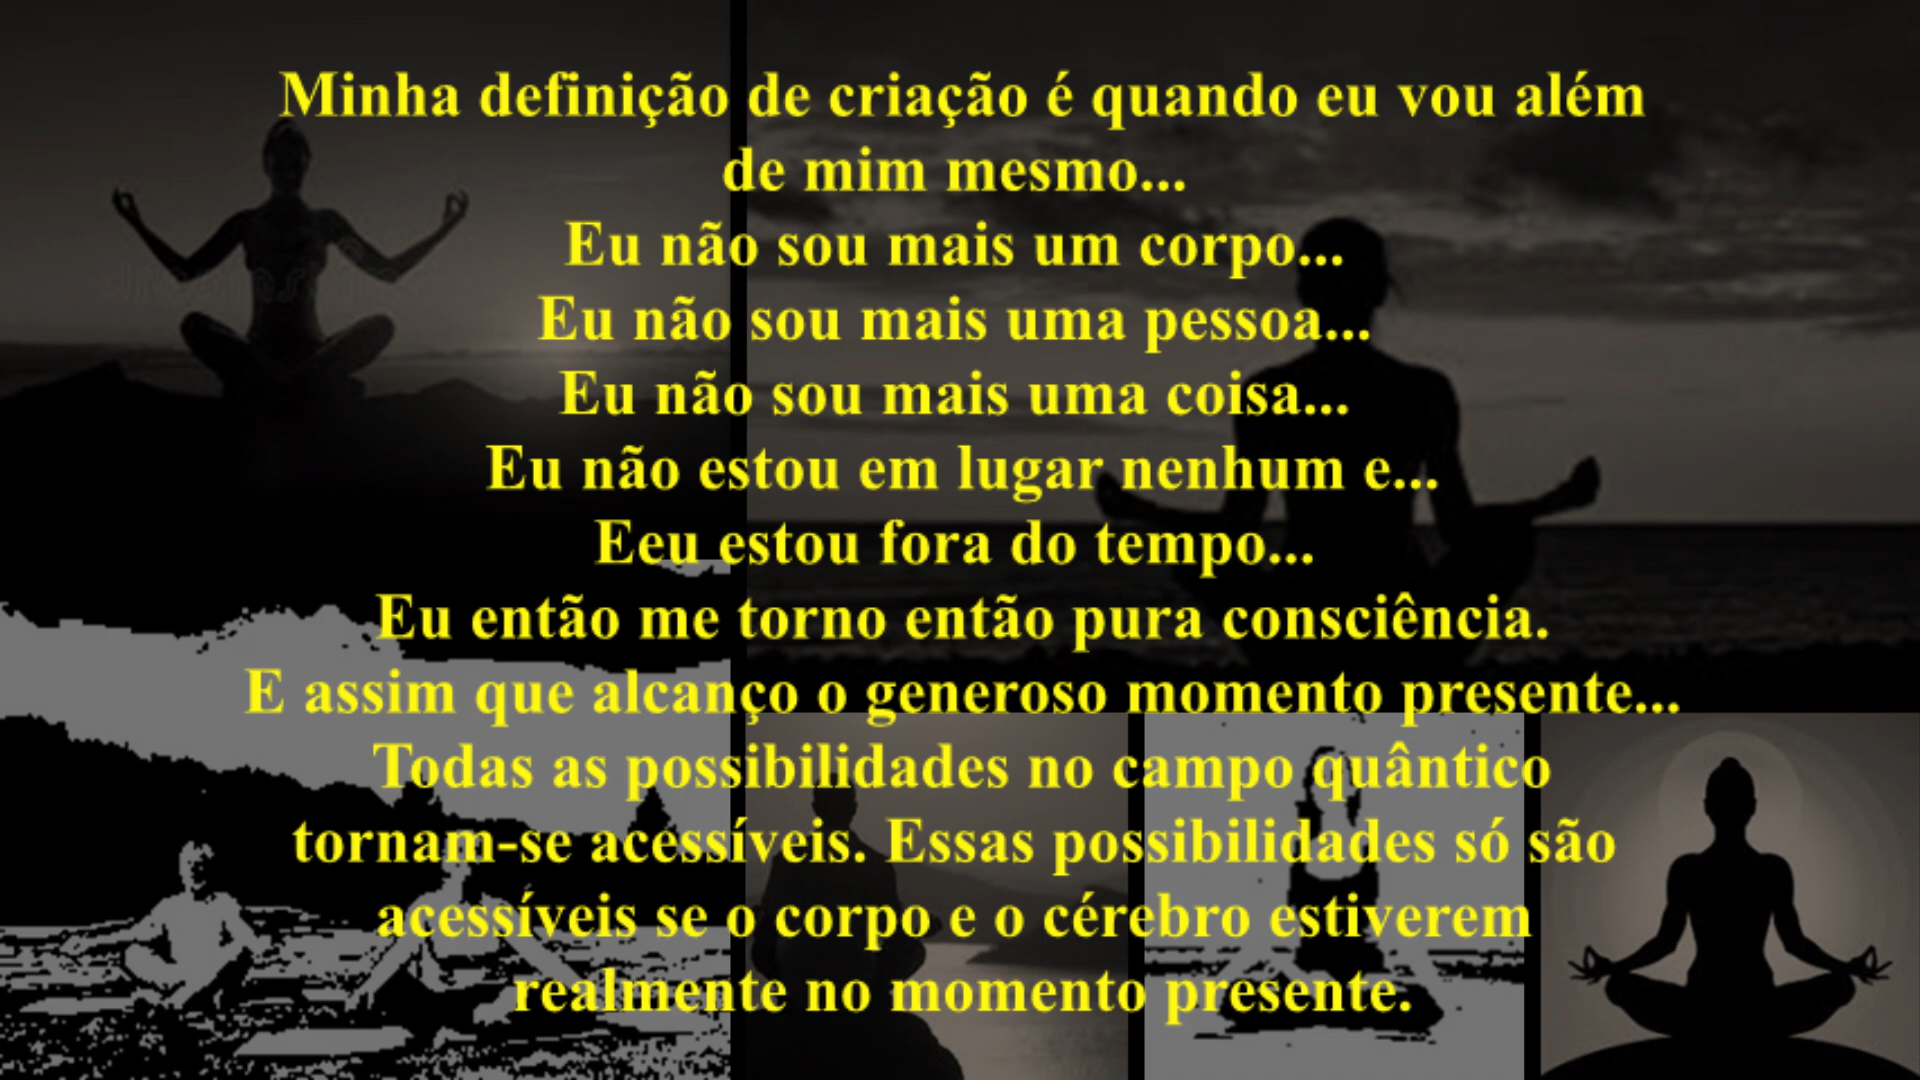 Minha definição de criação é quando eu vou além
de mim mesmo...
Eu não sou mais um corpo...
Eu não sou mais uma pessoa...
Eu não sou mais uma coisa...
Eu não estou em lugar nenhum e...
Eeu estou fora do tempo...
Eu então me torno então pura consciência.
E assim que alcanço o generoso momento presente...
Todas as possibilidades no campo quântico
tornam-se acessíveis. Essas possibilidades só são
acessíveis se o corpo e o cérebro estiverem
realmente no momento presente.